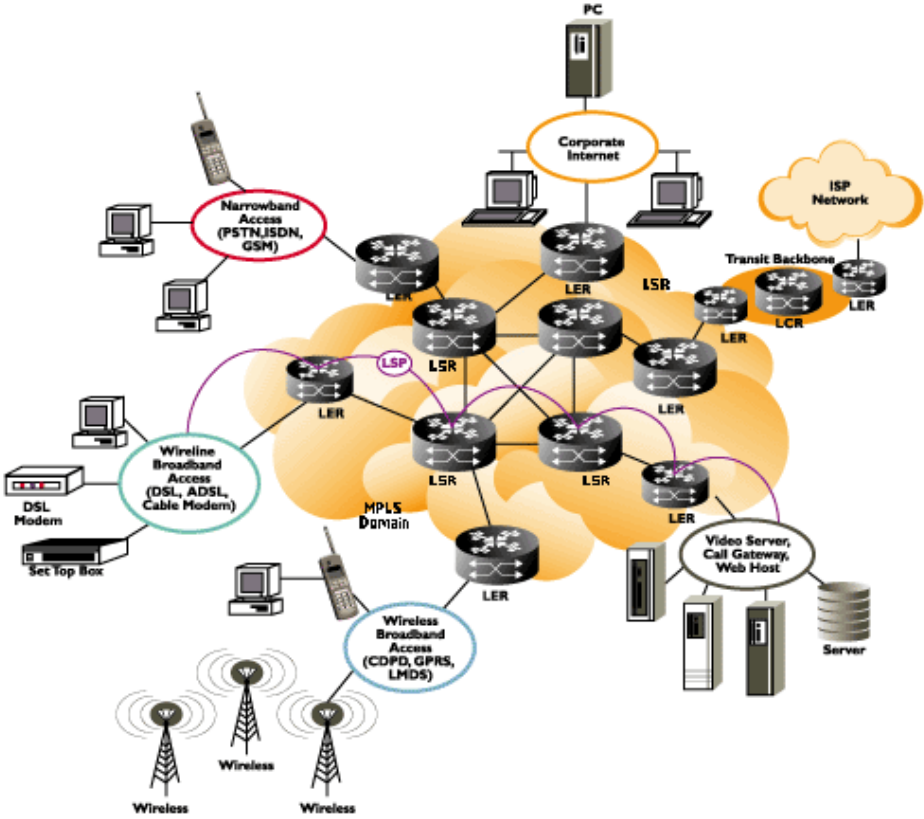 PC
Corporate
Internet
ISP
Network
Narrowband
Access
(PSTN,ISDN,
GSM)
Transit Backbone
LER
LER
LSR
LER
LCR
LER
LSR
LSR
LSP
LER
LER
Wireline
Broadband
Access
(DSL, ADSL,
Cable Modem)
DSL
Modem
Set Top Box
LSR
LSR
LER
MPLS
Domain
LER
Video Server,
Call Gateway,
Web Host
Server
Wireless
Broadband
Access
(CDPD, GPRS,
LMDS)
Wireless
Wireless
Wireless